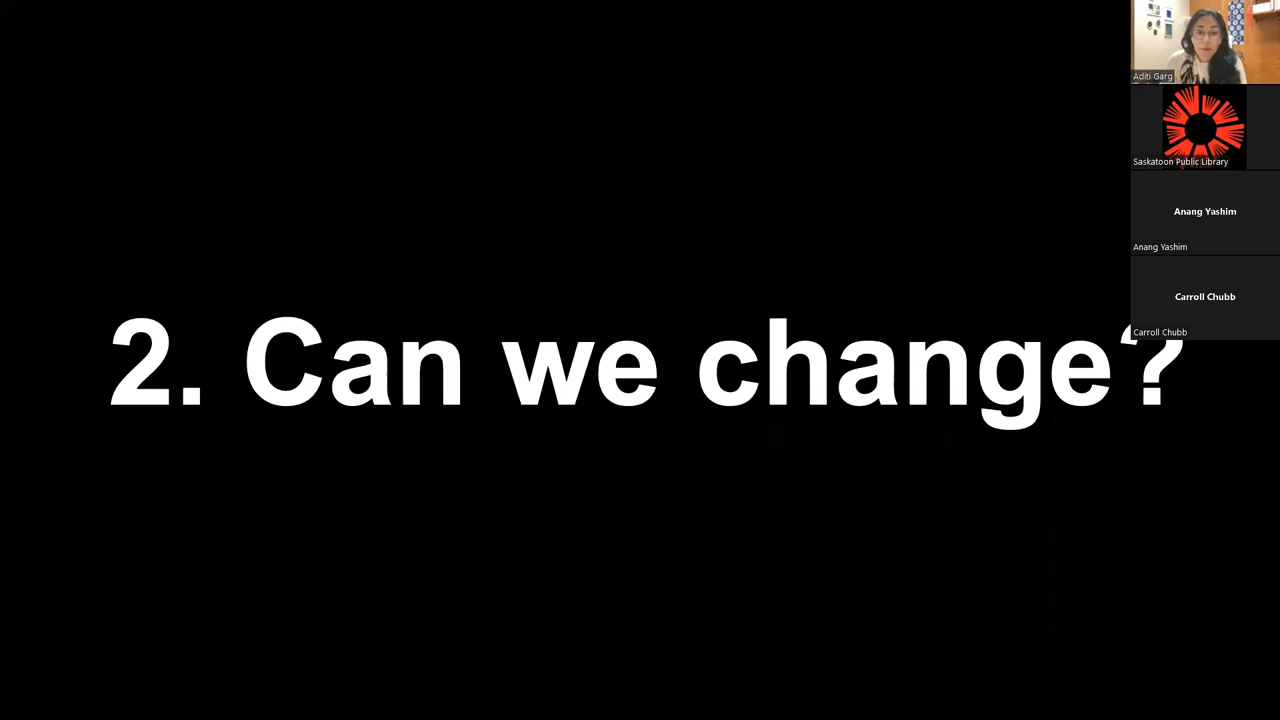 2. Can we change?
Aditi Garg
Saskatoon Public Library
Anang Yashim
Anang Yashim
Carroll Chubb
Carroll Chubb